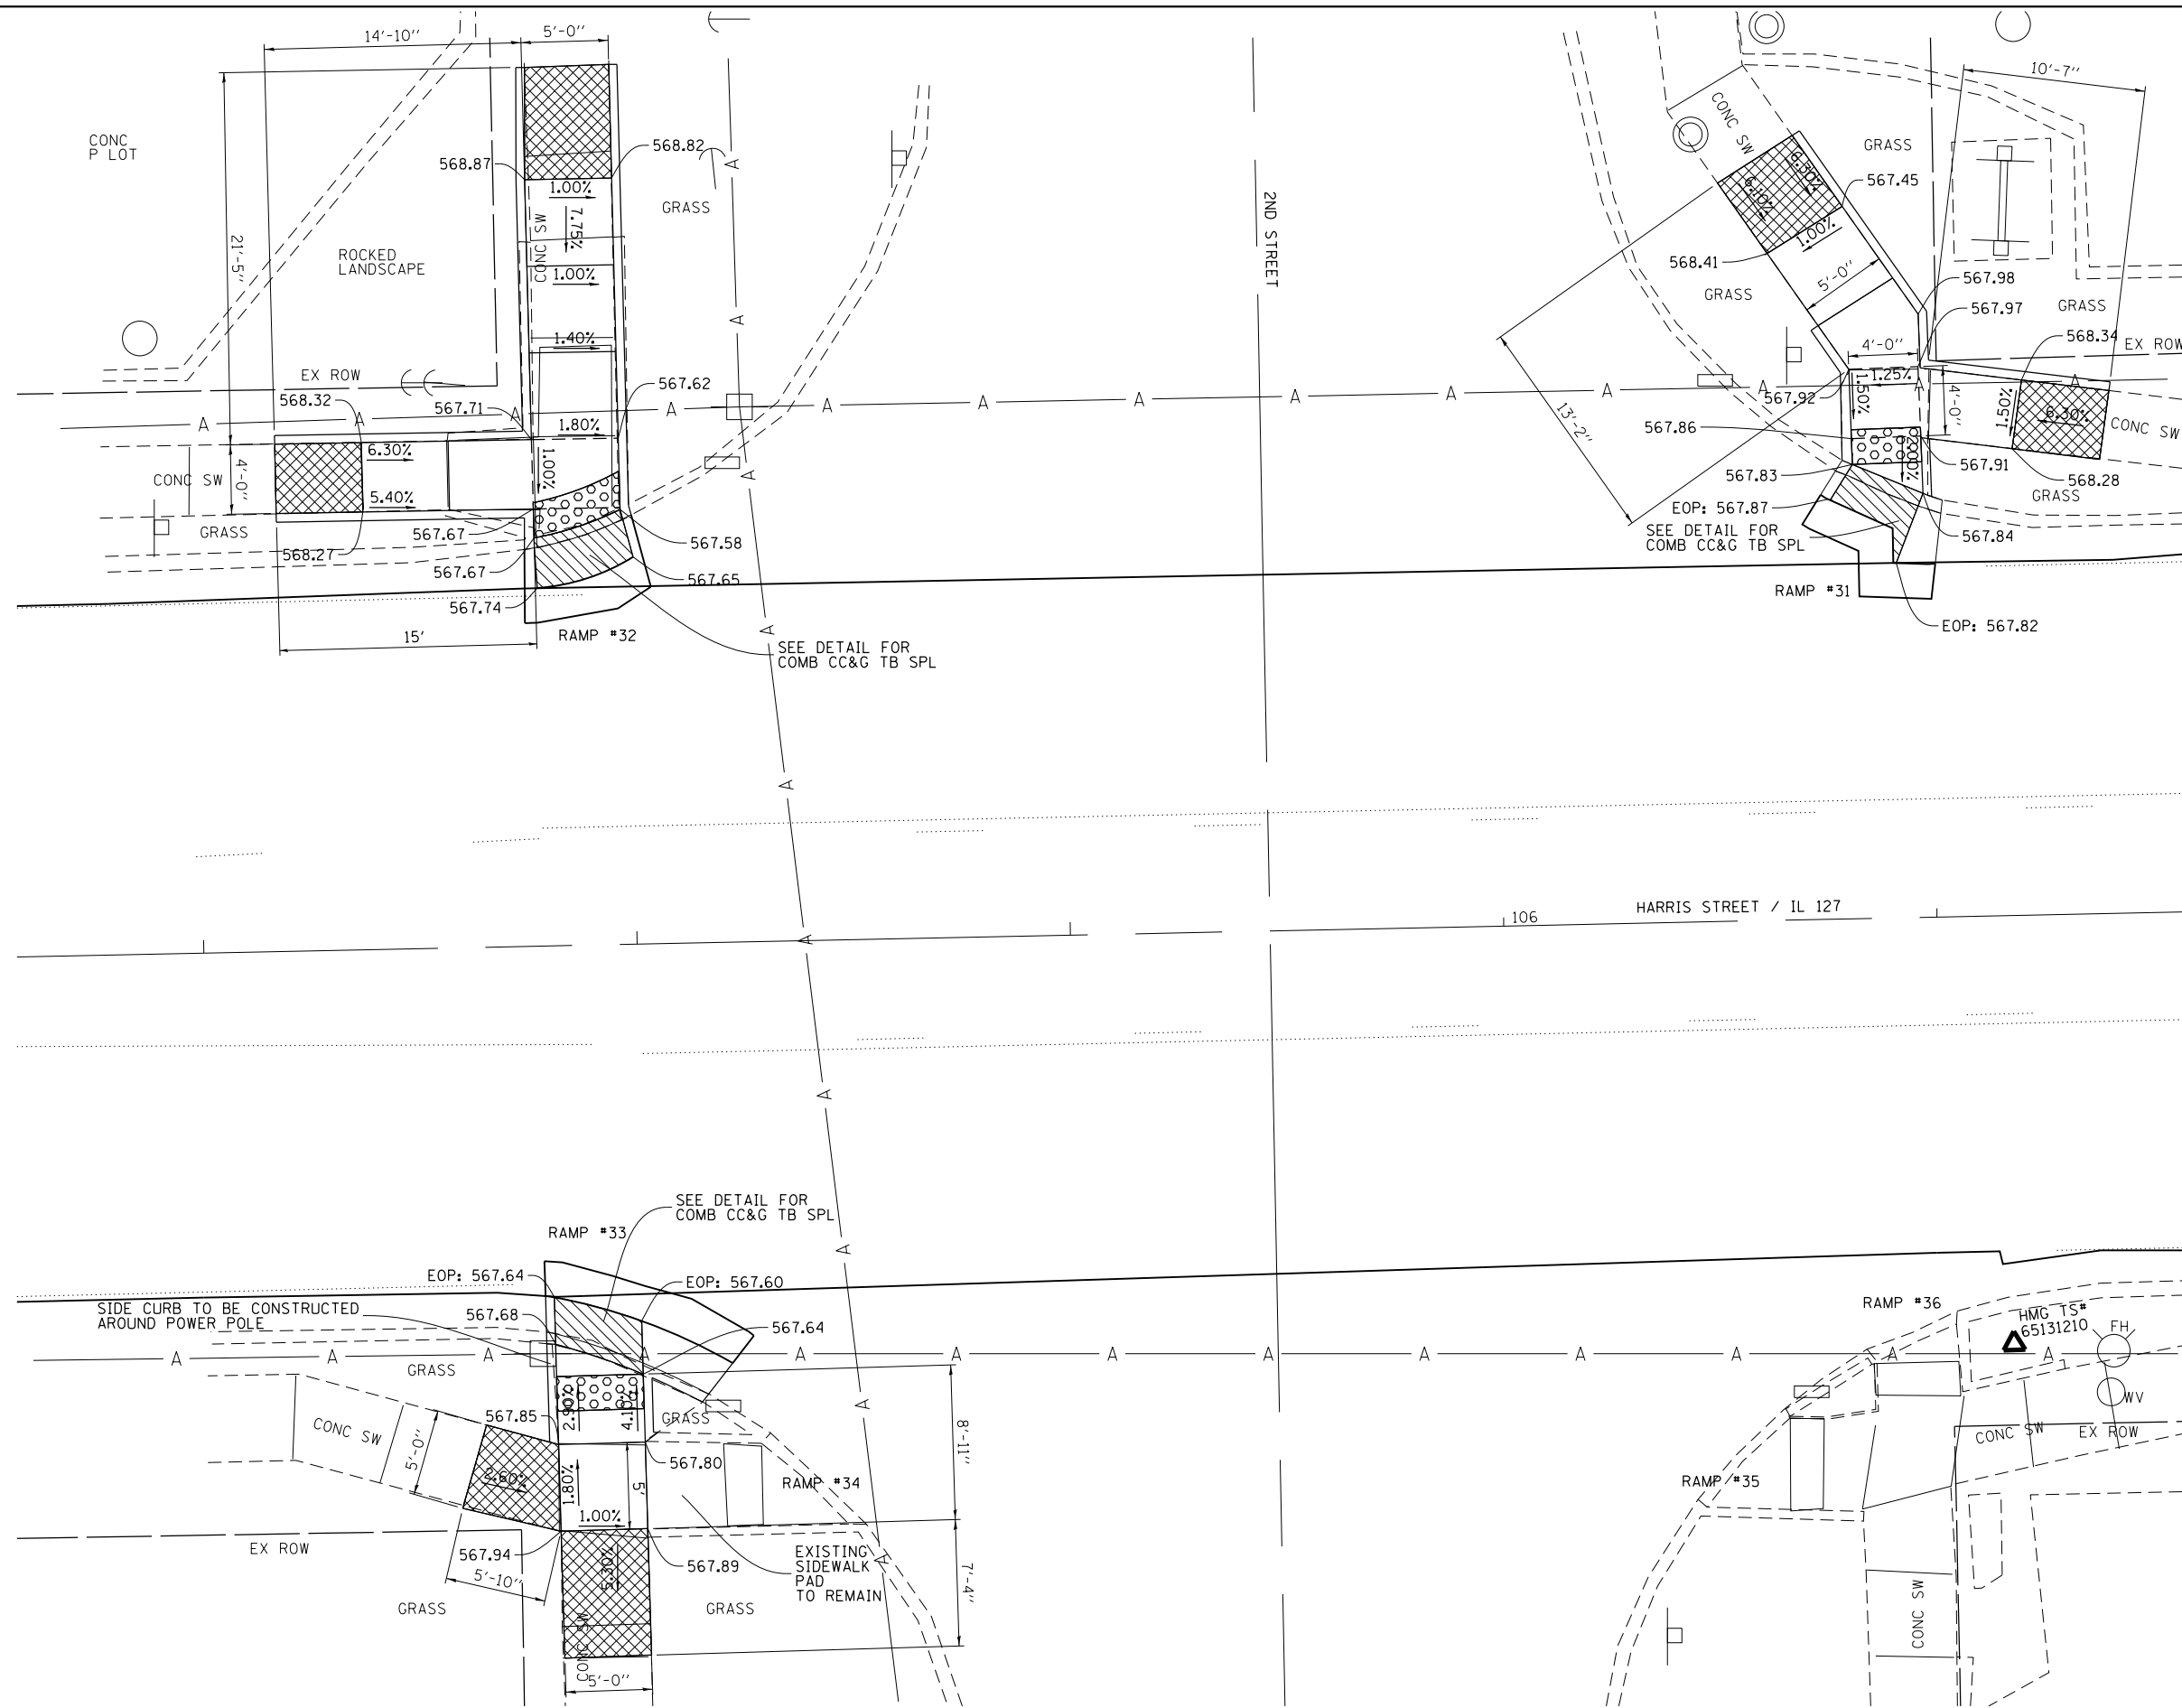 14'-10"
5'-0"
CONC
P LOT
568.87
568.82
1.00%
7.75%
CONC SW
GRASS
21'-5"
ROCKED
LANDSCAPE
1.00%
1.40%
EX ROW
568.32
567.71
567.62
1.80%
6.30%
1.00%
CONC SW
4'-0"
5.40%
GRASS
568.27
567.67
567.58
567.67
567.65
567.74
15'
RAMP #32
SEE DETAIL FOR
COMB CC&G TB SPL
A A A A A A A A A A A A A
A A A A A A A A A A A
2ND STREET
10'-7"
CONC SW
GRASS
6.30%
6.10%
567.45
1.00%
568.41
5'-0"
GRASS
567.98
567.97
GRASS
568.34
EX ROW
4'-0"
1.25%
1.50%
567.92
4'-0"
1.50%
6.30%
CONC SW
13'-2"
567.86
2.00%
567.91
567.83
568.28
GRASS
EOP: 567.87
SEE DETAIL FOR
COMB CC&G TB SPL
567.84
RAMP #31
EOP: 567.82
106
HARRIS STREET / IL 127
SEE DETAIL FOR
COMB CC&G TB SPL
RAMP #33
EOP: 567.64
EOP: 567.60
SIDE CURB TO BE CONSTRUCTED
AROUND POWER POLE
567.68
567.64
A A A A A A A A A A A A A
GRASS
CONC SW
5'-0"
567.85
2.90%
4.10%
GRASS
8'-11"
567.80
2.60%
1.80%
5'
RAMP #34
1.00%
EX ROW
567.94
567.89
5'-10"
5.30%
EXISTING
SIDEWALK
PAD
TO REMAIN
7'-4"
GRASS
GRASS
CONC SW
5'-0"
RAMP #36
HMG TS#
65131210
FH
WV
CONC SW
EX ROW
RAMP #35
CONC SW